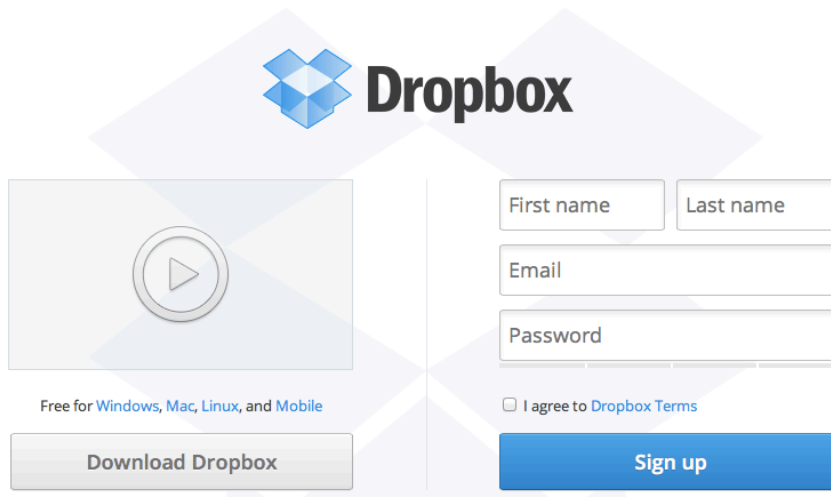 Dropbox
First name
Last name
Email
Password
Free for Windows, Mac, Linux, and Mobile
I agree to Dropbox Terms
Download Dropbox
Sign up